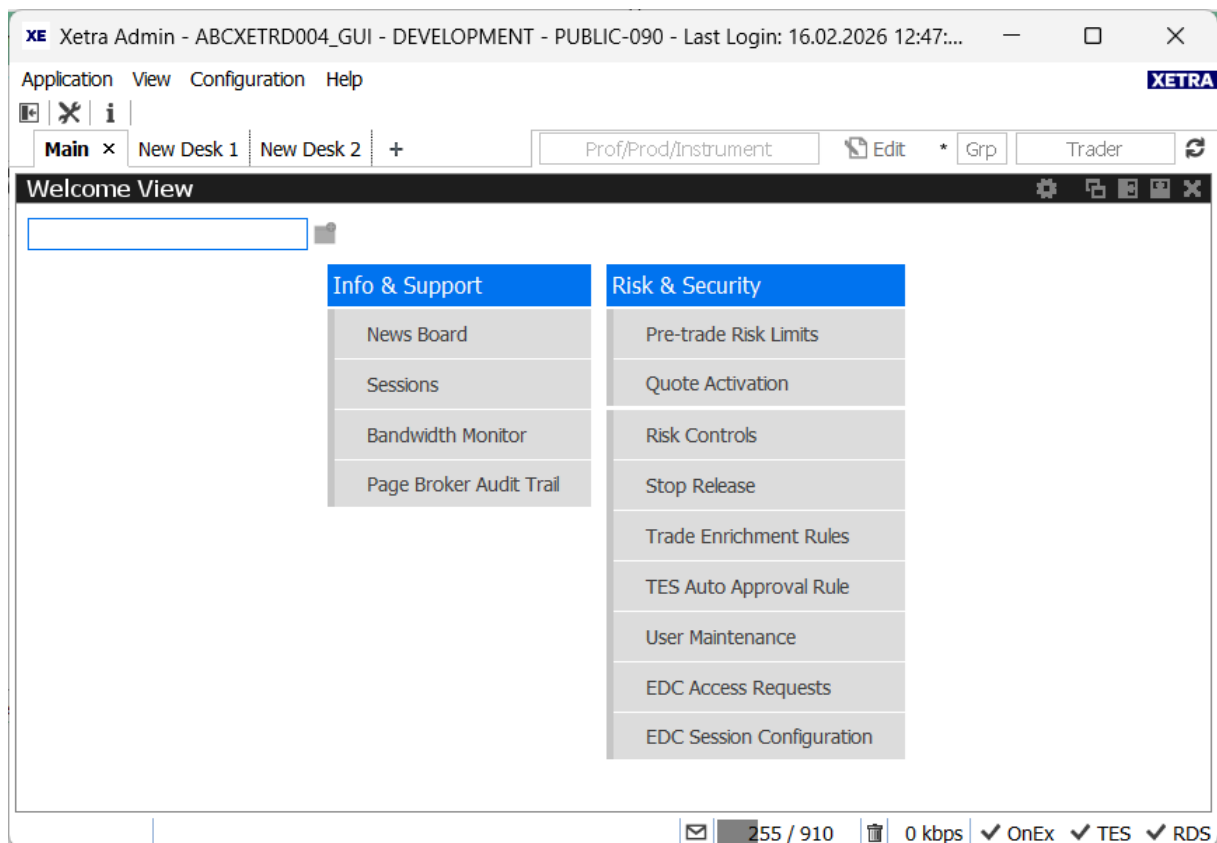 XE Xetra Admin - ABCXETRD004_GUI - DEVELOPMENT - PUBLIC-090 - Last Login: 16.02.2026 12:47:...
Application View Configuration Help XETRA
Main × New Desk 1 New Desk 2 + Prof/Prod/Instrument Edit * Grp Trader
Welcome View
Info & Support
News Board
Sessions
Bandwidth Monitor
Page Broker Audit Trail
Risk & Security
Pre-trade Risk Limits
Quote Activation
Risk Controls
Stop Release
Trade Enrichment Rules
TES Auto Approval Rule
User Maintenance
EDC Access Requests
EDC Session Configuration
255 / 910 0 kbps OnEx TES RDS